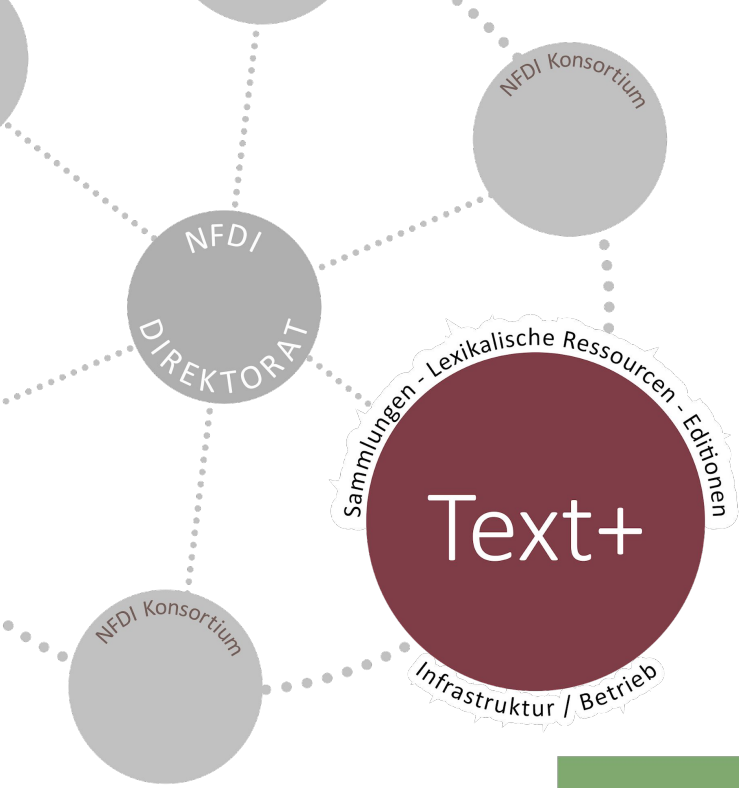 NFDI Konsortium
NFDI
DIREKTORAT
Sammlungen - Lexikalische Ressourcen - Editionen
Text+
NFDI Konsortium
Infrastruktur / Betrieb